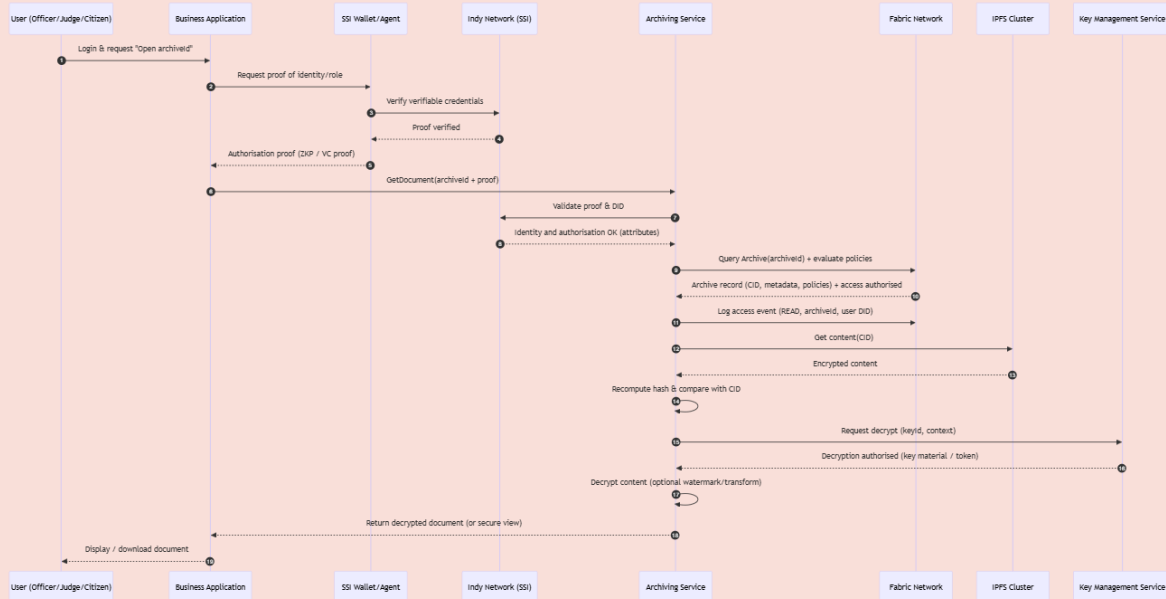 User (Officer/Judge/Citizen)
Business Application
SSI Wallet/Agent
Indy Network (SSI)
Archiving Service
Fabric Network
IPFS Cluster
Key Management Service
Login & request "Open archiveId"
1
Request proof of identity/role
2
Verify verifiable credentials
3
Proof verified
4
Authorisation proof (ZKP / VC proof)
5
GetDocument(archiveId + proof)
6
Validate proof & DID
7
Identity and authorisation OK (attributes)
8
Query Archive(archiveId) + evaluate policies
9
Archive record (CID, metadata, policies) + access authorised
10
Log access event (READ, archiveId, user DID)
11
Get content(CID)
12
Encrypted content
13
Recompute hash & compare with CID
14
Request decrypt (keyId, context)
15
Decryption authorised (key material / token)
16
Decrypt content (optional watermark/transform)
17
Return decrypted document (or secure view)
18
Display / download document
19
User (Officer/Judge/Citizen)
Business Application
SSI Wallet/Agent
Indy Network (SSI)
Archiving Service
Fabric Network
IPFS Cluster
Key Management Service